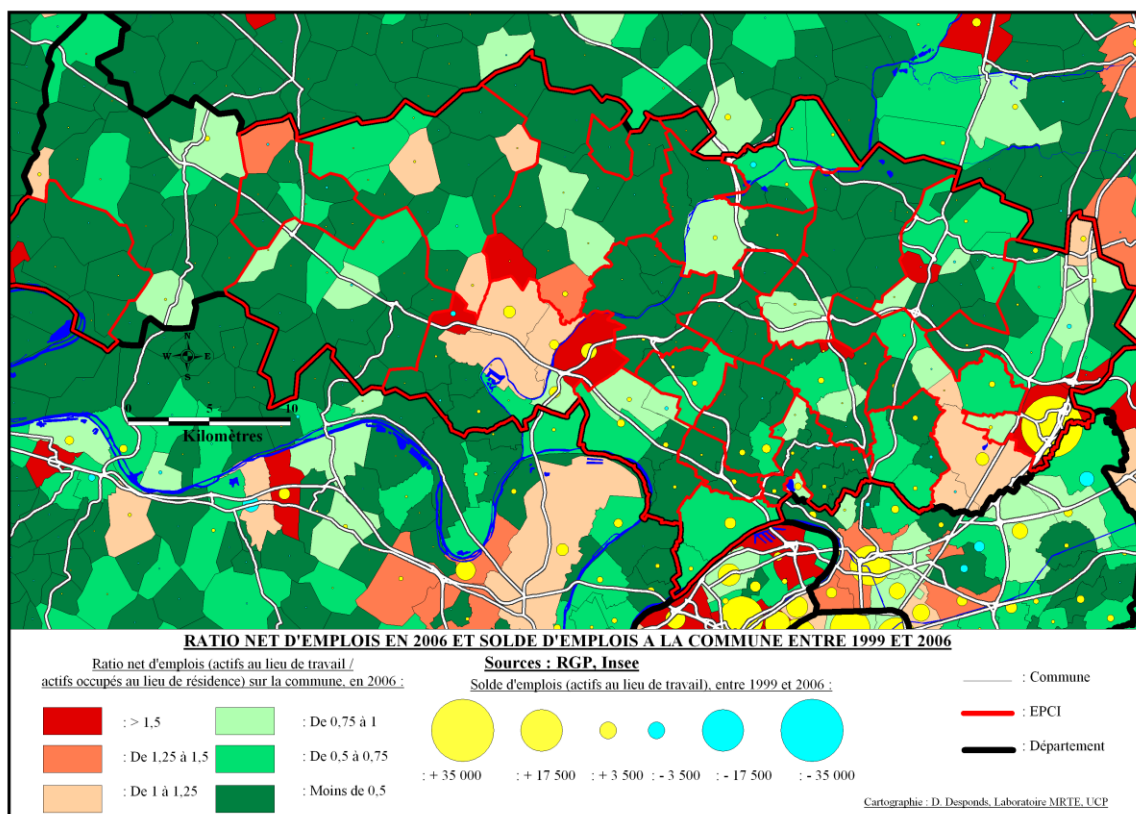 N
W E
S
0 5 10
Kilomètres
RATIO NET D'EMPLOIS EN 2006 ET SOLDE D'EMPLOIS A LA COMMUNE ENTRE 1999 ET 2006
Sources : RGP, Insee
Ratio net d'emplois (actifs au lieu de travail /
actifs occupés au lieu de résidence) sur la commune, en 2006 :
: > 1,5
: De 1,25 à 1,5
: De 1 à 1,25
: De 0,75 à 1
: De 0,5 à 0,75
: Moins de 0,5
Solde d'emplois (actifs au lieu de travail), entre 1999 et 2006 :
: + 35 000 : + 17 500 : + 3 500 : - 3 500 : - 17 500 : - 35 000
: Commune
: EPCI
: Département
Cartographie : D. Desponds, Laboratoire MRTE, UCP